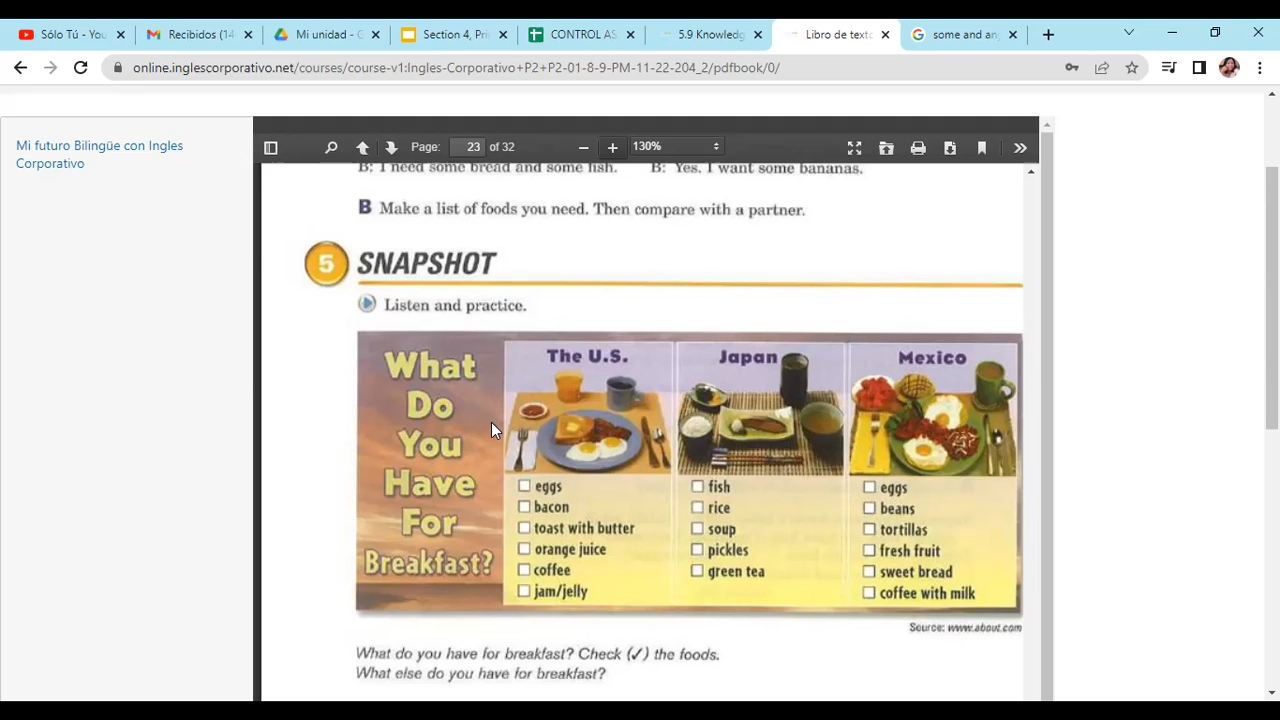 Sólo Tú - You
Recibidos (14
Mi unidad - G
Section 4, Pri
CONTROL AS
5.9 Knowledg
Libro de texto
some and an
online.inglescorporativo.net/courses/course-v1:Ingles-Corporativo+P2+P2-01-8-9-PM-11-22-204_2/pdfbook/0/
Mi futuro Bilingüe con Ingles
Corporativo
Page: 23 of 32
130%
B: I need some bread and some fish.
B: Yes. I want some bananas.
B Make a list of foods you need. Then compare with a partner.
5 SNAPSHOT
Listen and practice.
What
Do
You
Have
For
Breakfast?
The U.S.
eggs
bacon
toast with butter
orange juice
coffee
jam/jelly
Japan
fish
rice
soup
pickles
green tea
Mexico
eggs
beans
tortillas
fresh fruit
sweet bread
coffee with milk
Source: www.about.com
What do you have for breakfast? Check (✓) the foods.
What else do you have for breakfast?